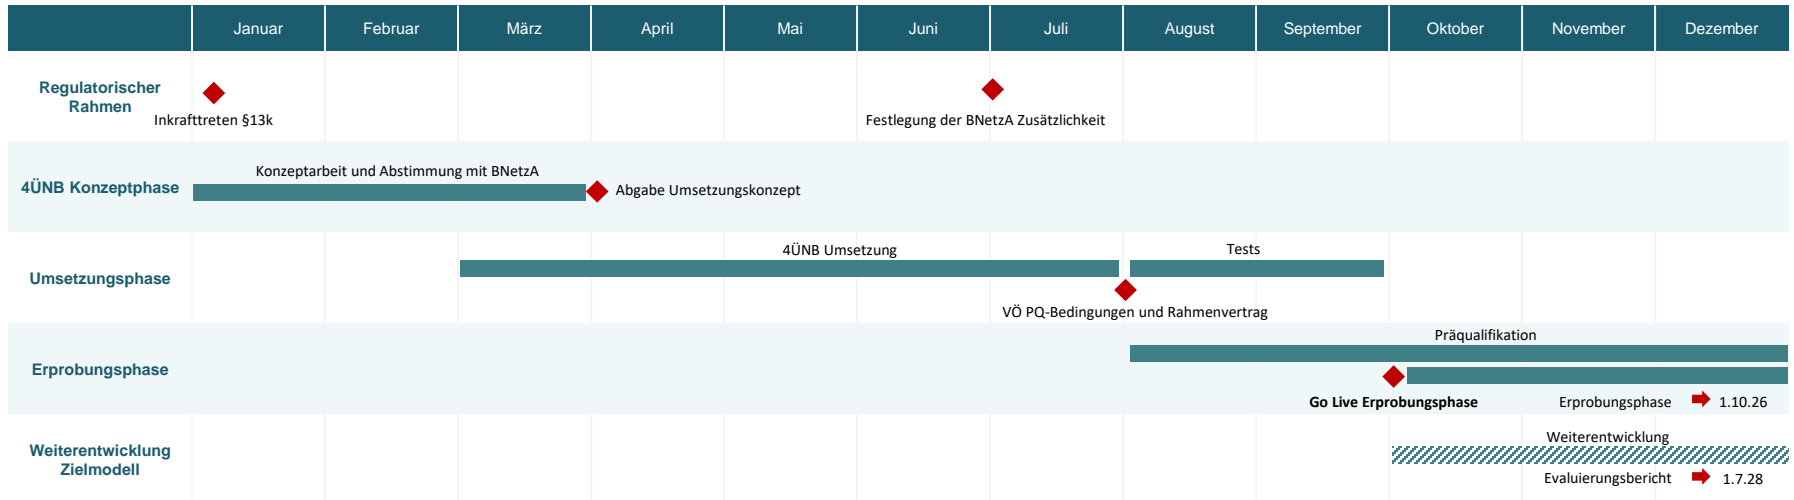 Januar
Februar
März
April
Mai
Juni
Juli
August
September
Oktober
November
Dezember
Regulatorischer
Rahmen
Inkrafttreten §13k
Festlegung der BNetzA Zusätzlichkeit
4ÜNB Konzeptphase
Konzeptarbeit und Abstimmung mit BNetzA
Abgabe Umsetzungskonzept
Umsetzungsphase
4ÜNB Umsetzung
Tests
VÖ PQ-Bedingungen und Rahmenvertrag
Erprobungsphase
Präqualifikation
Go Live Erprobungsphase
Erprobungsphase
1.10.26
Weiterentwicklung
Zielmodell
Weiterentwicklung
Evaluierungsbericht
1.7.28